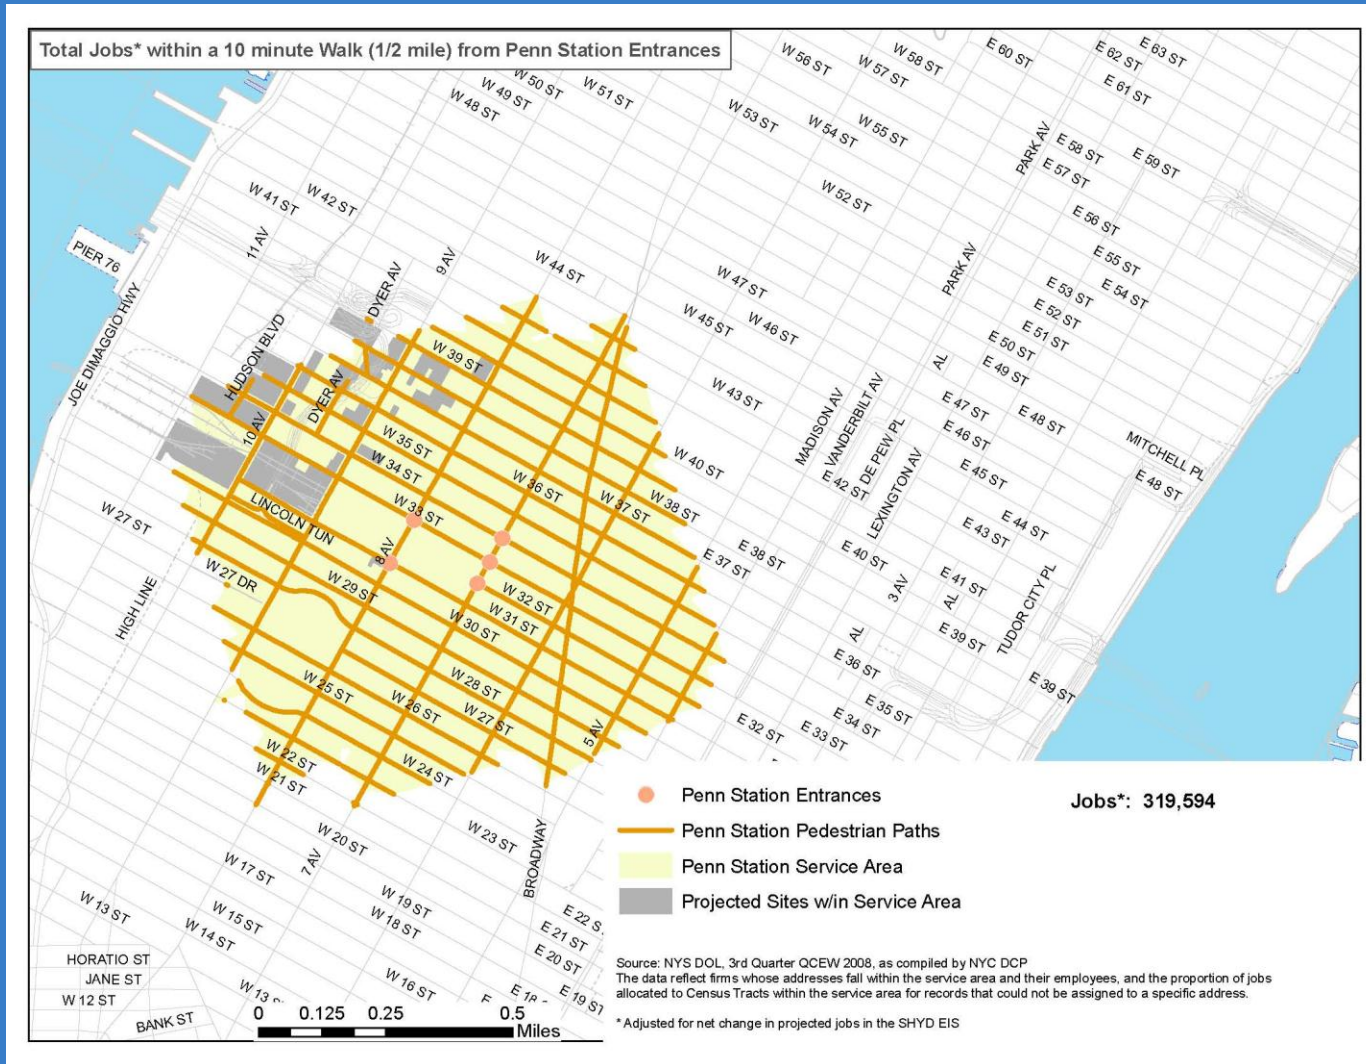 Total Jobs* within a 10 minute Walk (1/2 mile) from Penn Station Entrances
W 56 ST
W 57 ST
W 58 ST
E 60 ST
E 62 ST
E 63 ST
E 61 ST
W 50 ST
W 49 ST
W 48 ST
W 51 ST
W 53 ST
W 54 ST
W 55 ST
PARK AV
E 58 ST
E 57 ST
E 59 ST
W 41 ST
W 42 ST
W 52 ST
E 56 ST
PIER 76
11 AV
9 AV
DYER AV
W 44 ST
W 47 ST
PARK AV
E 55 ST
E 54 ST
E 53 ST
E 52 ST
E 51 ST
E 50 ST
E 49 ST
JOE DIMAGGIO HWY
HUDSON BLVD
W 45 ST
W 46 ST
W 39 ST
DYER AV
10 AV
W 43 ST
AL
MADISON AV
VANDERBILT AV
DE PEW PL
E 42 ST
LEXINGTON AV
E 47 ST
E 48 ST
E 46 ST
E 45 ST
MITCHELL PL
E 48 ST
W 35 ST
W 34 ST
W 40 ST
W 36 ST
W 37 ST
W 38 ST
W 33 ST
W 27 ST
LINCOLN TUN
8 AV
E 37 ST
E 38 ST
E 40 ST
E 43 ST
E 44 ST
3 AV
E 41 ST
AL
E 39 ST
TUDOR CITY PL
W 27 DR
W 29 ST
W 32 ST
W 31 ST
W 30 ST
HIGH LINE
AL
E 36 ST
E 39 ST
W 25 ST
W 28 ST
W 26 ST
W 27 ST
E 35 ST
E 34 ST
E 33 ST
E 32 ST
5 AV
W 22 ST
W 21 ST
W 24 ST
W 20 ST
W 23 ST
BROADWAY
7 AV
W 17 ST
W 19 ST
W 18 ST
W 13 ST
W 15 ST
W 14 ST
E 21 ST
E 20 ST
E 19 ST
W 16 ST
HORATIO ST
JANE ST
W 12 ST
BANK ST
0 0.125 0.25 0.5
Miles
Penn Station Entrances
Jobs*: 319,594
Penn Station Pedestrian Paths
Penn Station Service Area
Projected Sites w/in Service Area
Source: NYS DOL, 3rd Quarter QCEW 2008, as compiled by NYC DCP
The data reflect firms whose addresses fall within the service area and their employees, and the proportion of jobs
allocated to Census Tracts within the service area for records that could not be assigned to a specific address.
* Adjusted for net change in projected jobs in the SHYD EIS